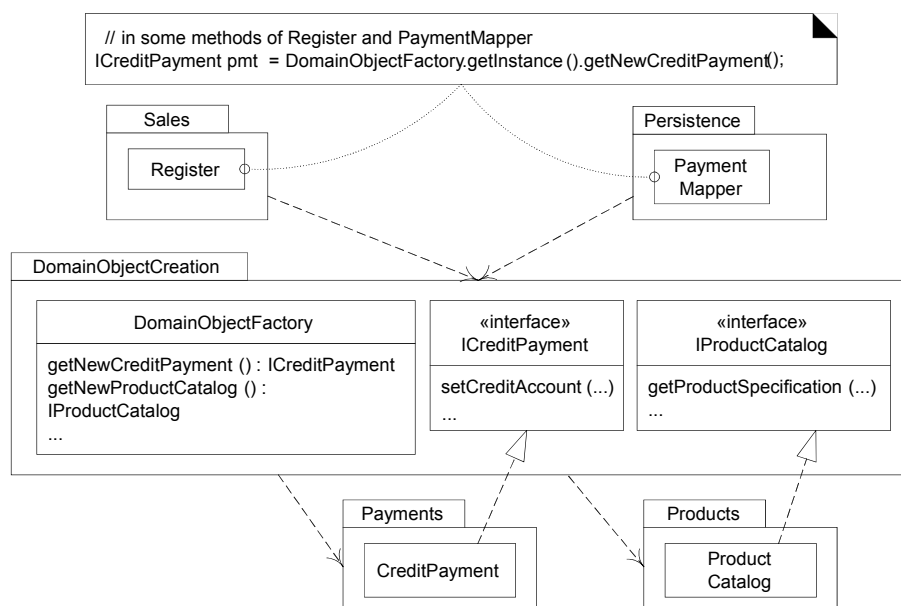 // in some methods of Register and PaymentMapper
ICreditPayment pmt = DomainObjectFactory.getInstance().getNewCreditPayment();
Sales
Persistence
Register
Payment
Mapper
DomainObjectCreation
DomainObjectFactory
getNewCreditPayment () : ICreditPayment
getNewProductCatalog () :
IProductCatalog
...
«interface»
ICreditPayment
setCreditAccount (...)
...
«interface»
IProductCatalog
getProductSpecification (...)
...
Payments
CreditPayment
Products
Product
Catalog